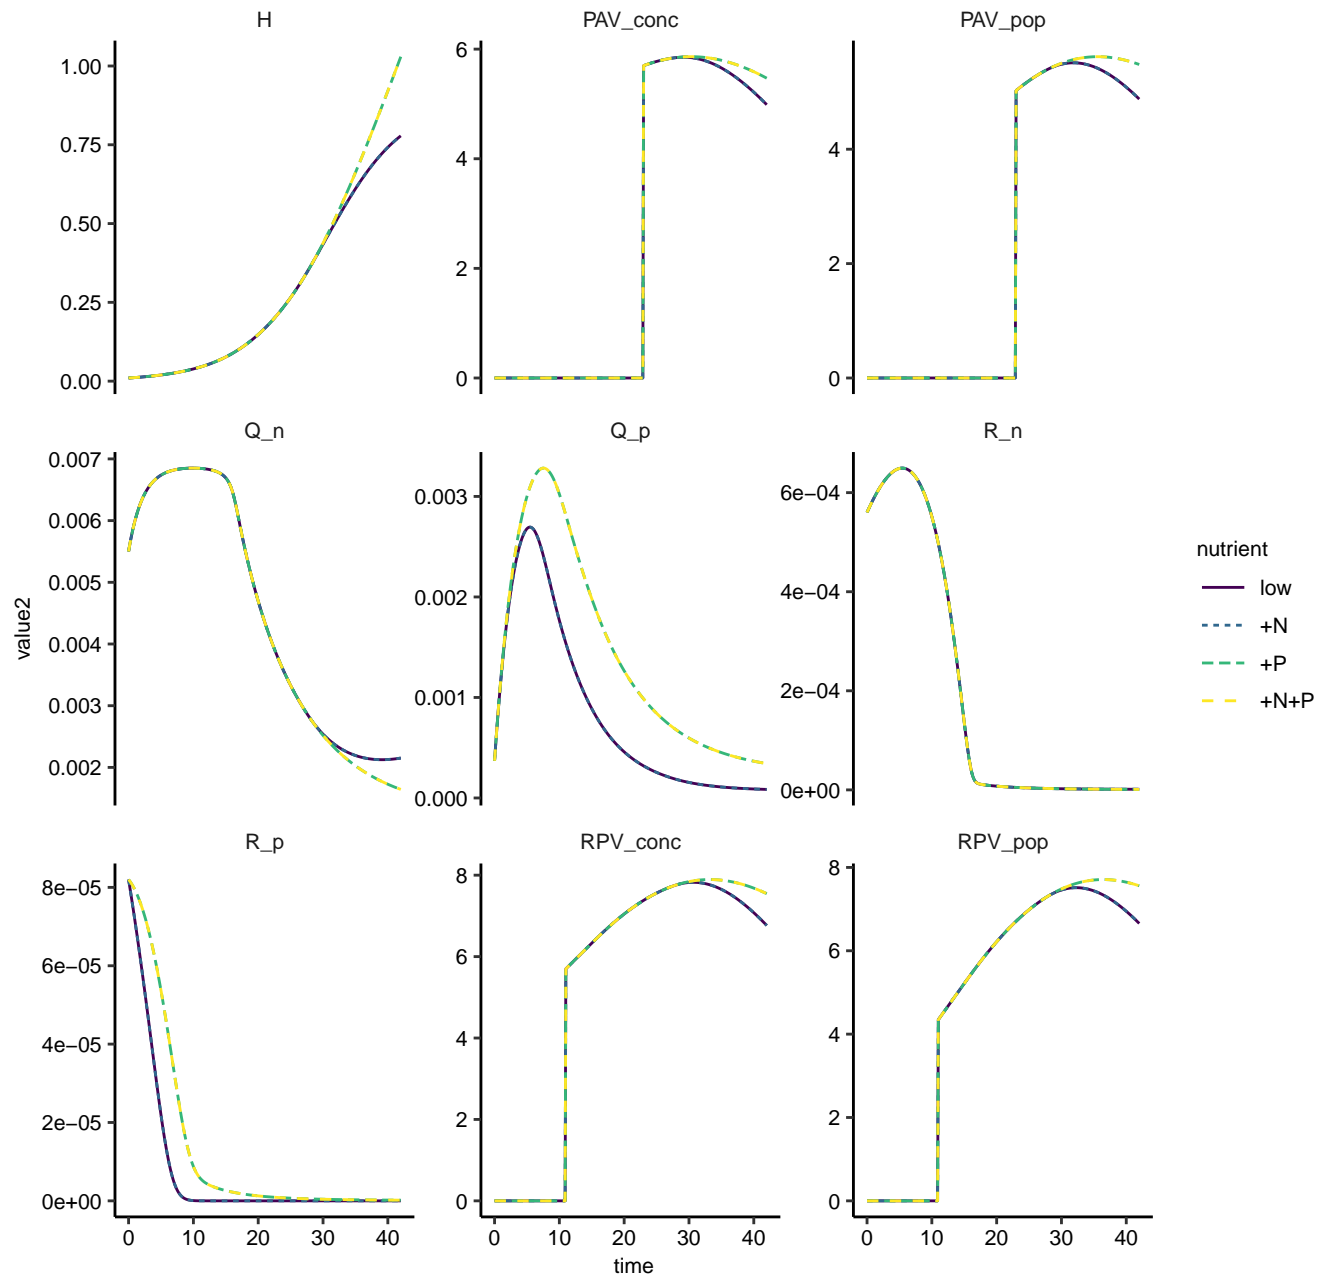 H
PAV_conc
PAV_pop
1.00
0.75
0.50
0.25
0.00
6
4
2
0
4
2
0
Q_n
Q_p
R_n
0.007
0.006
0.005
0.004
0.003
0.002
0.003
0.002
0.001
0.000
6e−04
4e−04
2e−04
0e+00
R_p
RPV_conc
RPV_pop
8e−05
6e−05
4e−05
2e−05
0e+00
8
6
4
2
0
8
6
4
2
0
0 10 20 30 40
0 10 20 30 40
0 10 20 30 40
time
value2
nutrient
low
+N
+P
+N+P